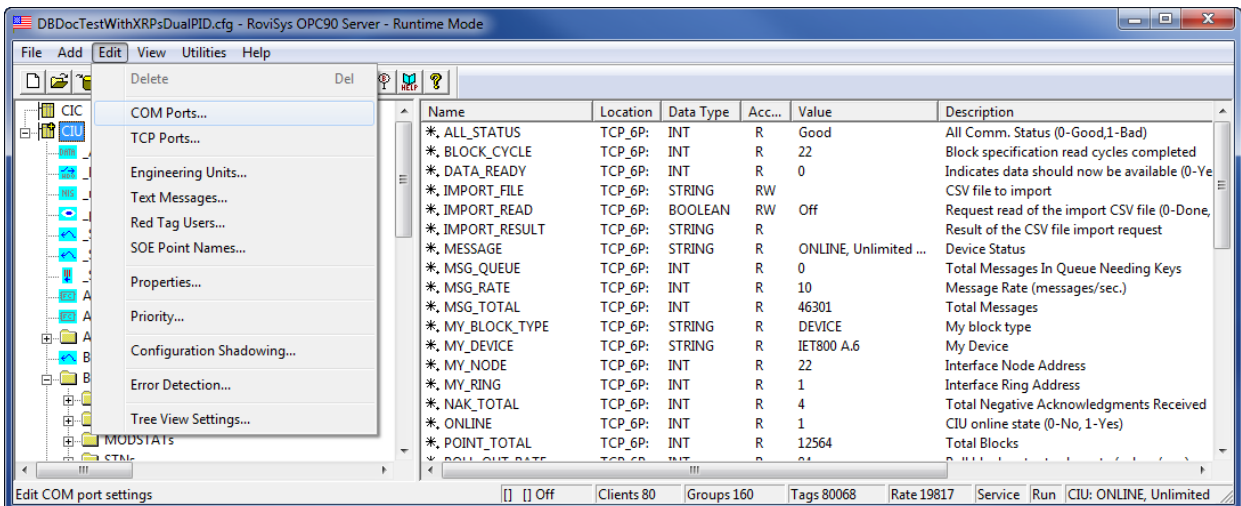 DBDocTestWithXRPsDualPID.cfg - RoviSys OPC90 Server - Runtime Mode
File Add Edit View Utilities Help
Delete Del
HELP
COM Ports...
TCP Ports...
Engineering Units...
Text Messages...
Red Tag Users...
SOE Point Names...
Properties...
Priority...
Configuration Shadowing...
Error Detection...
Tree View Settings...
CIC
CIU
DATA
NIS
A
A
A
B
B
MODSTATs
STNs
Name Location Data Type Acc... Value Description
ALL_STATUS TCP_6P: INT R Good All Comm. Status (0-Good,1-Bad)
BLOCK_CYCLE TCP_6P: INT R 22 Block specification read cycles completed
DATA_READY TCP_6P: INT R 0 Indicates data should now be available (0-Ye
IMPORT_FILE TCP_6P: STRING RW CSV file to import
IMPORT_READ TCP_6P: BOOLEAN RW Off Request read of the import CSV file (0-Done,
IMPORT_RESULT TCP_6P: STRING R Result of the CSV file import request
MESSAGE TCP_6P: STRING R ONLINE, Unlimited ... Device Status
MSG_QUEUE TCP_6P: INT R 0 Total Messages In Queue Needing Keys
MSG_RATE TCP_6P: INT R 10 Message Rate (messages/sec.)
MSG_TOTAL TCP_6P: INT R 46301 Total Messages
MY_BLOCK_TYPE TCP_6P: STRING R DEVICE My block type
MY_DEVICE TCP_6P: STRING R IET800 A.6 My Device
MY_NODE TCP_6P: INT R 22 Interface Node Address
MY_RING TCP_6P: INT R 1 Interface Ring Address
NAK_TOTAL TCP_6P: INT R 4 Total Negative Acknowledgments Received
ONLINE TCP_6P: INT R 1 CIU online state (0-No, 1-Yes)
POINT_TOTAL TCP_6P: INT R 12564 Total Blocks
Edit COM port settings [] [] Off Clients 80 Groups 160 Tags 80068 Rate 19817 Service Run CIU: ONLINE, Unlimited